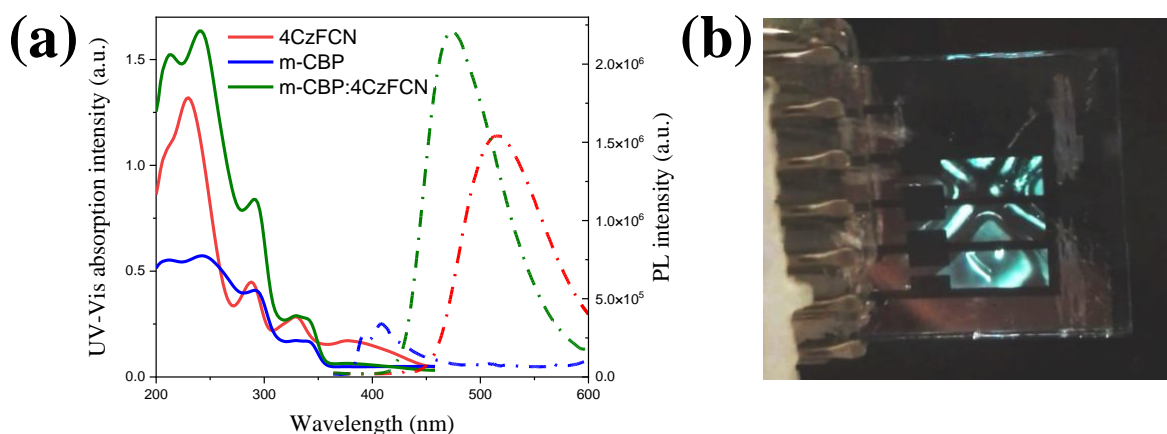 (a)
UV-Vis absorption intensity (a.u.)
1.5
1.0
0.5
0.0
4CzFCN
m-CBP
m-CBP:4CzFCN
2.0×10⁶
1.5×10⁶
1.0×10⁶
5.0×10⁵
0.0
PL intensity (a.u.)
200
300
400
500
600
Wavelength (nm)
(b)